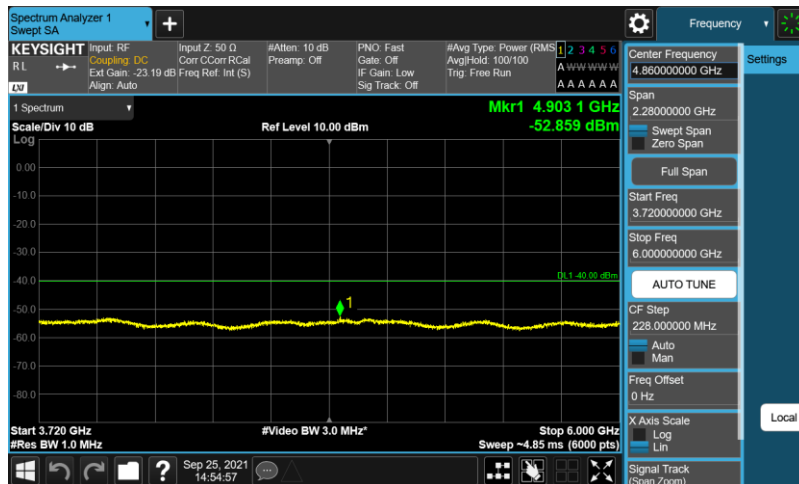 Spectrum Analyzer 1
Swept SA
Frequency
KEYSIGHT
RL
LXI
Input: RF
Coupling: DC
Ext Gain: -23.19 dB
Align: Auto
Input Z: 50 Ω
Corr CCorr RCal
Freq Ref: Int (S)
#Atten: 10 dB
Preamp: Off
PNO: Fast
Gate: Off
IF Gain: Low
Sig Track: Off
#Avg Type: Power (RMS
Avg|Hold: 100/100
Trig: Free Run
1 2 3 4 5 6
A W W W W W
A A A A A A
1 Spectrum
Scale/Div 10 dB
Ref Level 10.00 dBm
Mkr1 4.903 1 GHz
-52.859 dBm
Log
0.00
-10.0
-20.0
-30.0
-40.0
-50.0
-60.0
-70.0
-80.0
DL1 -40.00 dBm
1
Start 3.720 GHz
#Res BW 1.0 MHz
#Video BW 3.0 MHz*
Stop 6.000 GHz
Sweep ~4.85 ms (6000 pts)
?
Sep 25, 2021
14:54:57
Center Frequency
4.860000000 GHz
Span
2.28000000 GHz
Swept Span
Zero Span
Full Span
Start Freq
3.720000000 GHz
Stop Freq
6.000000000 GHz
AUTO TUNE
CF Step
228.000000 MHz
Auto
Man
Freq Offset
0 Hz
X Axis Scale
Log
Lin
Signal Track
(Span Zoom)
Settings
Local